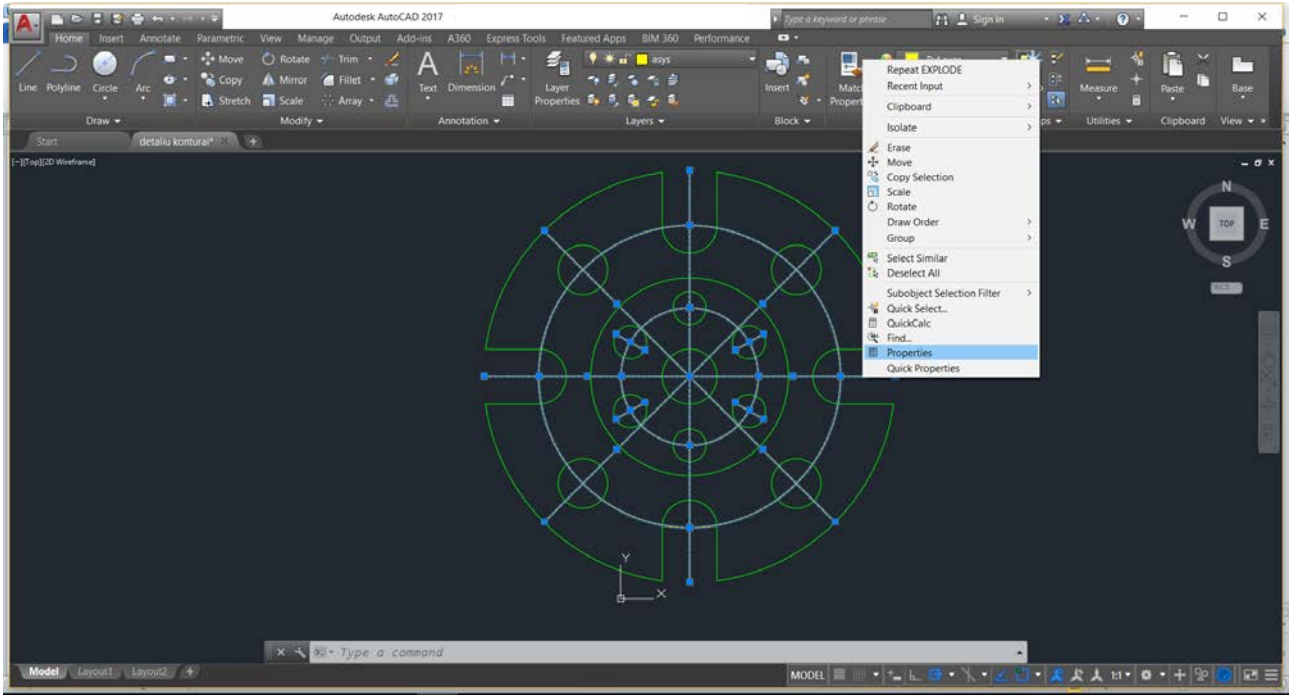 Autodesk AutoCAD 2017
Type a keyword or phrase
Sign In
Home Insert Annotate Parametric View Manage Output Add-ins A360 Express Tools Featured Apps BIM 360 Performance
Line Polyline Circle Arc
Move Rotate Trim
Copy Mirror Fillet
Stretch Scale Array
Text Dimension
Layer Properties
asys
Insert
Measure Paste Base
Draw Modify Annotation Layers Block Utilities Clipboard View
Start detaliu konturai* +
[-][Top][2D Wireframe]
Repeat EXPLODE
Recent Input
Clipboard
Isolate
Erase
Move
Copy Selection
Scale
Rotate
Draw Order
Group
Select Similar
Deselect All
Subobject Selection Filter
Quick Select...
QuickCalc
Find...
Properties
Quick Properties
N
W TOP E
S
Y
X
Type a command
Model Layout1 Layout2 +
MODEL 1:1